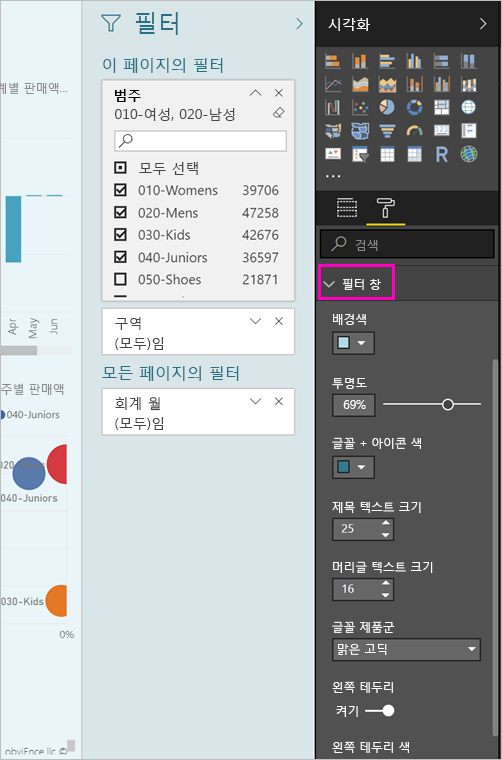 계별 판매액...
Apr
May
Jun
주별 판매액
040-Juniors
040-Juniors
030-Kids
0%
obviEnce llc ©
필터
이 페이지의 필터
범주
010-여성, 020-남성
모두 선택
010-Womens 39706
020-Mens 47258
030-Kids 42676
040-Juniors 36597
050-Shoes 21871
구역
(모두)임
모든 페이지의 필터
회계 월
(모두)임
시각화
R
...
검색
필터 창
배경색
투명도
69%
글꼴 + 아이콘 색
제목 텍스트 크기
25
머리글 텍스트 크기
16
글꼴 제품군
맑은 고딕
왼쪽 테두리
켜기
왼쪽 테두리 색